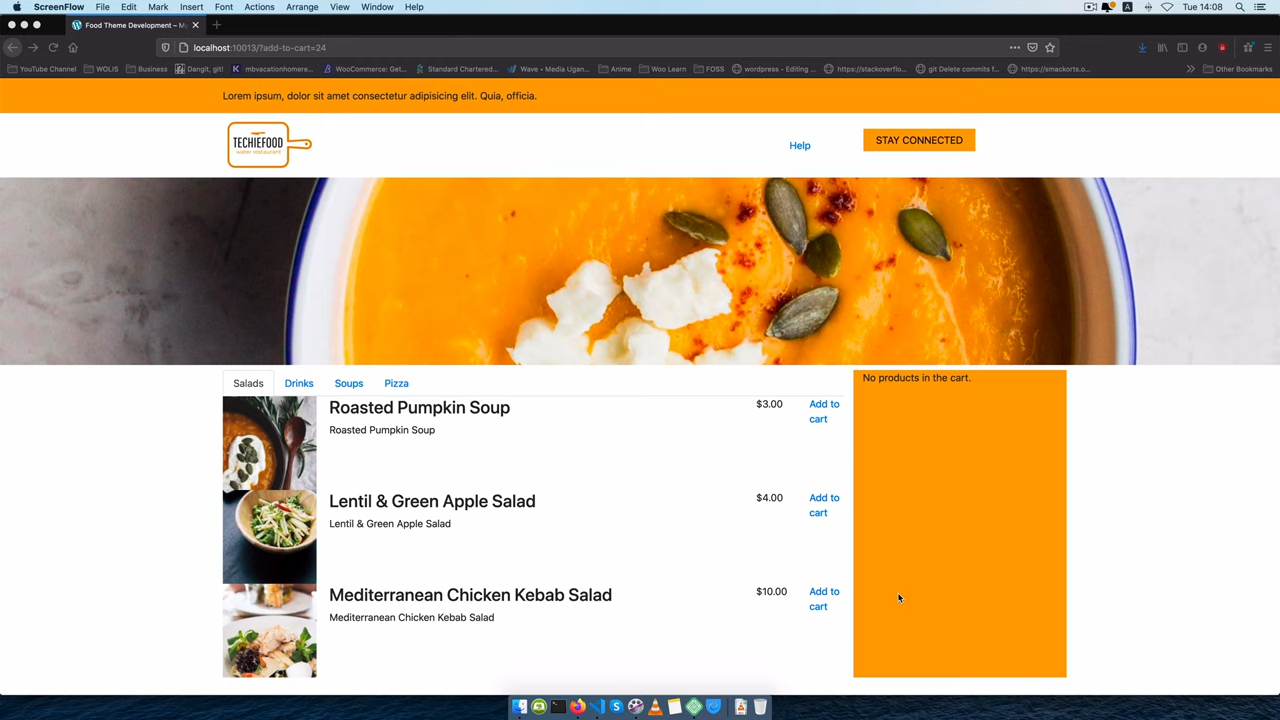 ScreenFlow File Edit Mark Insert Font Actions Arrange View Window Help A Tue 14:08
Food Theme Development – My
localhost:10013/?add-to-cart=24
YouTube Channel WOLIS Business Dangit, git! mbvacationhomere... WooCommerce: Get... Standard Chartered... Wave • Media Ugan... Anime Woo Learn FOSS wordpress - Editing ... https://stackoverflo... git Delete commits f... https://smackorts.o... Other Bookmarks
Lorem ipsum, dolor sit amet consectetur adipisicing elit. Quia, officia.
TECHIEFOOD
water restaurant
Help
STAY CONNECTED
Salads Drinks Soups Pizza
No products in the cart.
Roasted Pumpkin Soup
Roasted Pumpkin Soup
$3.00
Add to
cart
Lentil & Green Apple Salad
Lentil & Green Apple Salad
$4.00
Add to
cart
Mediterranean Chicken Kebab Salad
Mediterranean Chicken Kebab Salad
$10.00
Add to
cart